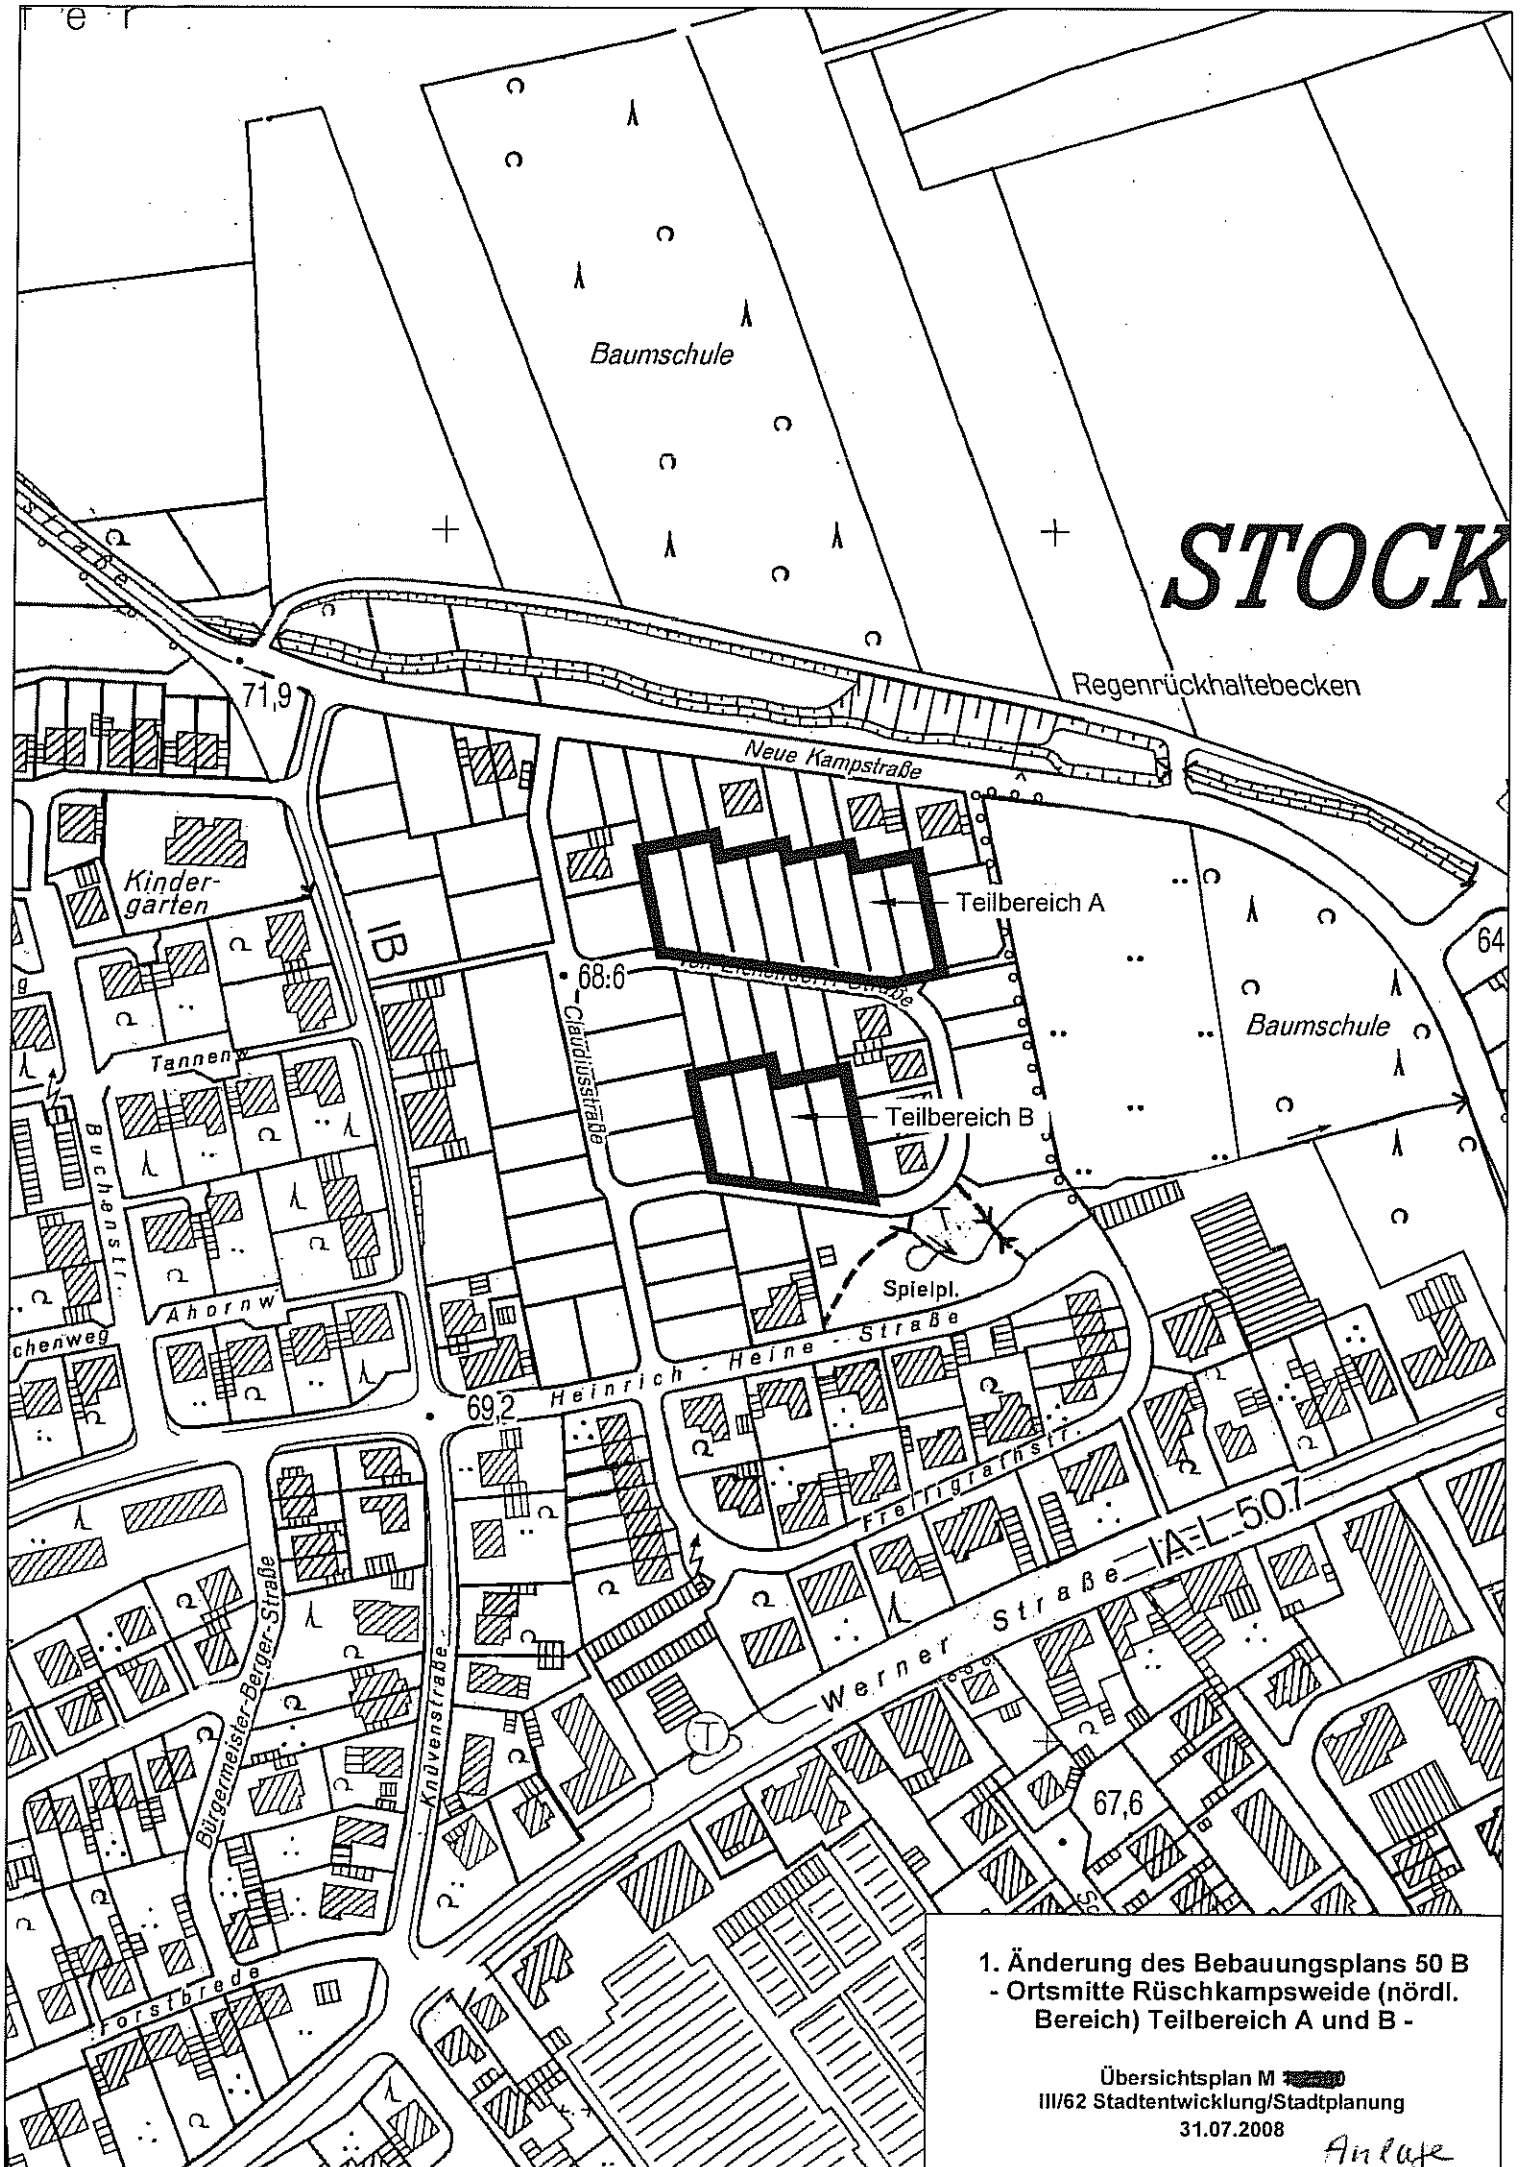 f e r
Baumschule
straße
STOCK
Regenrückhaltebecken
71,9
Neue Kampstraße
Kinder-
garten
IB
Teilbereich A
64
68.6
g
Claudiusstraße
Baumschule
Tannenw
Teilbereich B
Buchenstr.
T
Spielpl.
Ahornw
chenweg
Heinrich - Heine - Straße
69,2
Freiligrathstr.
Werner Straße IA-L 507
Bürgermeister-Berger-Straße
Knüvenstraße
T
67,6
Forstbrede
1. Änderung des Bebauungsplans 50 B
- Ortsmitte Rüschkampsweide (nördl.
Bereich) Teilbereich A und B -
Übersichtsplan M
III/62 Stadtentwicklung/Stadtplanung
31.07.2008
Anlage